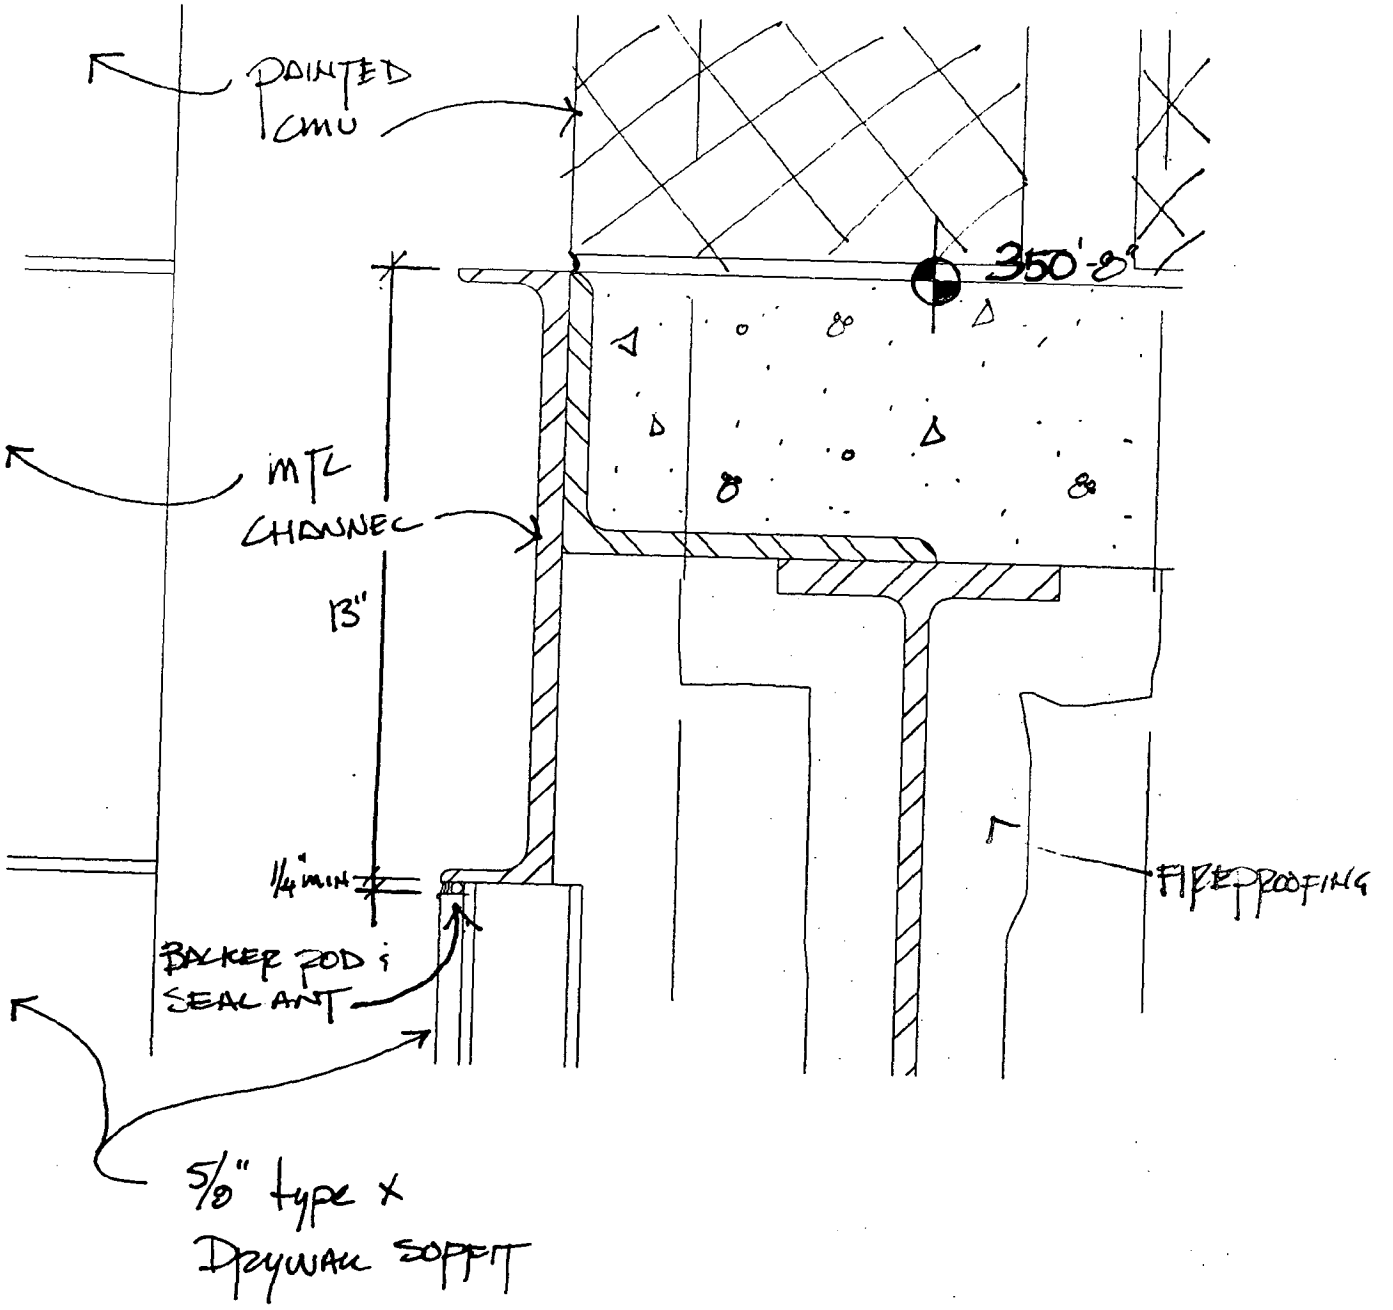 PAINTED
CMU
350'-8"
MTL
CHANNEL
13"
1/4" MIN
FIREPROOFING
BACKER ROD &
SEALANT
5/8" type X
DRYWALL SOFFIT